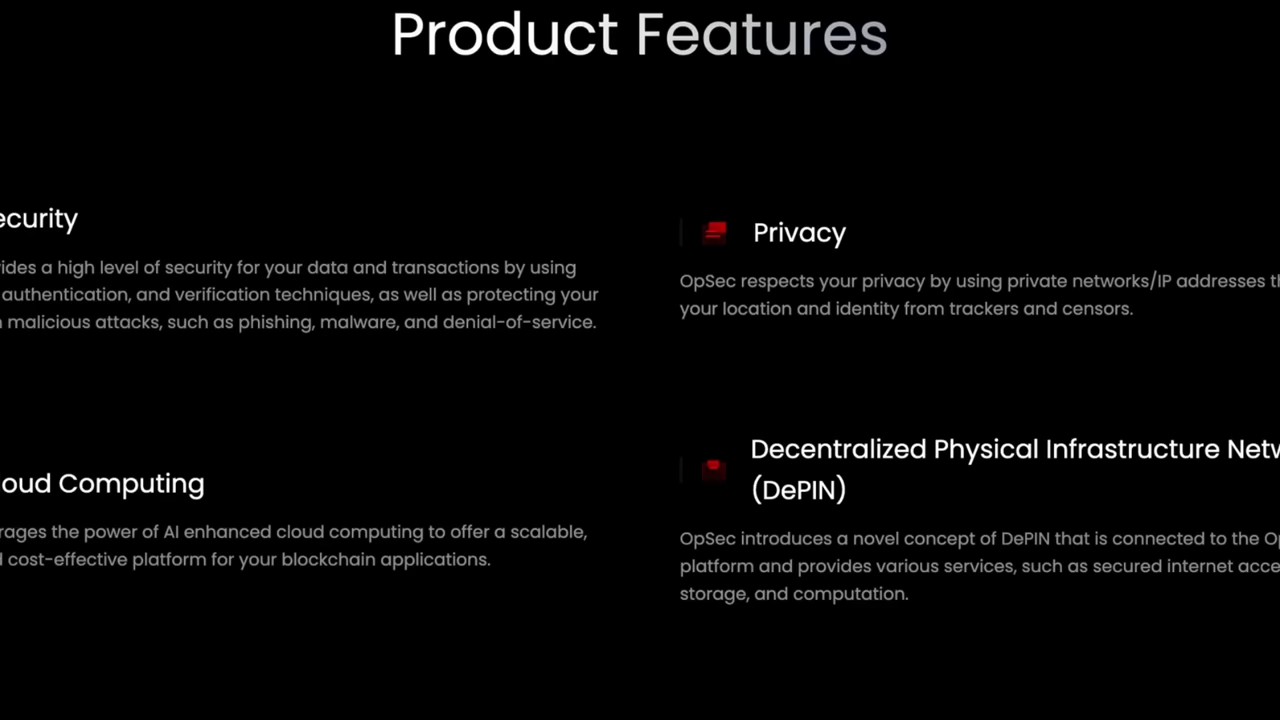 Product Features
ecurity
ides a high level of security for your data and transactions by using
authentication, and verification techniques, as well as protecting your
malicious attacks, such as phishing, malware, and denial-of-service.
Privacy
OpSec respects your privacy by using private networks/IP addresses th
your location and identity from trackers and censors.
oud Computing
rages the power of AI enhanced cloud computing to offer a scalable,
cost-effective platform for your blockchain applications.
Decentralized Physical Infrastructure Netw
(DePIN)
OpSec introduces a novel concept of DePIN that is connected to the Op
platform and provides various services, such as secured internet acce
storage, and computation.